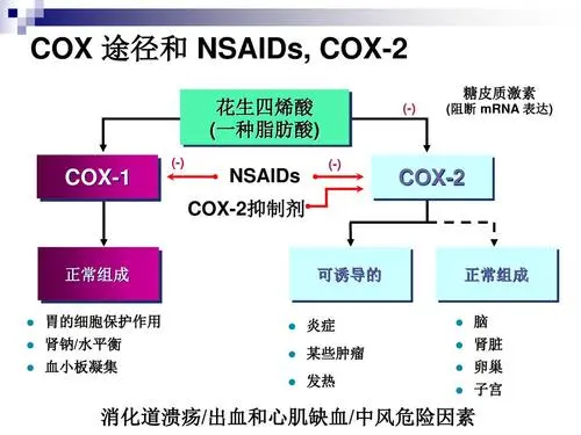 COX 途径和 NSAIDs, COX-2
花生四烯酸
(一种脂肪酸)
(-)
糖皮质激素
(阻断 mRNA 表达)
COX-1
(-)
NSAIDs
(-)
COX-2
COX-2抑制剂
正常组成
可诱导的
正常组成
胃的细胞保护作用
肾钠/水平衡
血小板凝集
炎症
某些肿瘤
发热
脑
肾脏
卵巢
子宫
消化道溃疡/出血和心肌缺血/中风危险因素